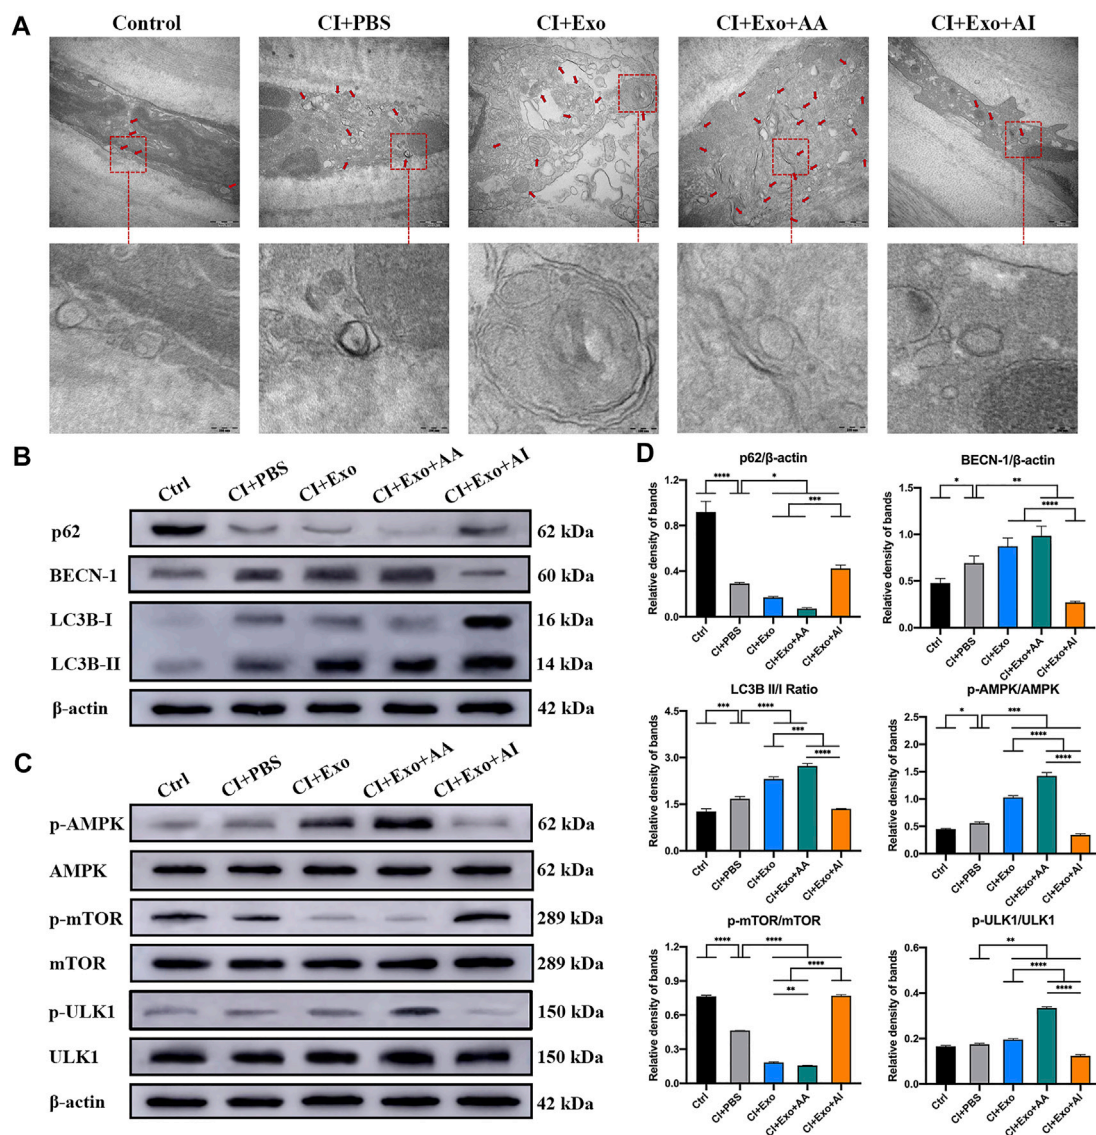 A
Control
CI+PBS
CI+Exo
CI+Exo+AA
CI+Exo+AI
B
Ctrl
CI+PBS
CI+Exo
CI+Exo+AA
CI+Exo+AI
p62
62 kDa
BECN-1
60 kDa
LC3B-I
16 kDa
LC3B-II
14 kDa
β-actin
42 kDa
C
Ctrl
CI+PBS
CI+Exo
CI+Exo+AA
CI+Exo+AI
p-AMPK
62 kDa
AMPK
62 kDa
p-mTOR
289 kDa
mTOR
289 kDa
p-ULK1
150 kDa
ULK1
150 kDa
β-actin
42 kDa
D
p62/β-actin
Relative density of bands
1.2
0.9
0.6
0.3
0.0
****
*
***
Ctrl
CI+PBS
CI+Exo
CI+Exo+AA
CI+Exo+AI
BECN-1/β-actin
Relative density of bands
1.5
1.0
0.5
0.0
*
**
****
Ctrl
CI+PBS
CI+Exo
CI+Exo+AA
CI+Exo+AI
LC3B II/I Ratio
Relative density of bands
4.5
3.0
1.5
0.0
***
****
***
****
Ctrl
CI+PBS
CI+Exo
CI+Exo+AA
CI+Exo+AI
p-AMPK/AMPK
Relative density of bands
2.5
2.0
1.5
1.0
0.5
0.0
*
***
****
****
Ctrl
CI+PBS
CI+Exo
CI+Exo+AA
CI+Exo+AI
p-mTOR/mTOR
Relative density of bands
1.2
0.9
0.6
0.3
0.0
****
****
****
**
Ctrl
CI+PBS
CI+Exo
CI+Exo+AA
CI+Exo+AI
p-ULK1/ULK1
Relative density of bands
0.6
0.4
0.2
0.0
**
****
****
Ctrl
CI+PBS
CI+Exo
CI+Exo+AA
CI+Exo+AI